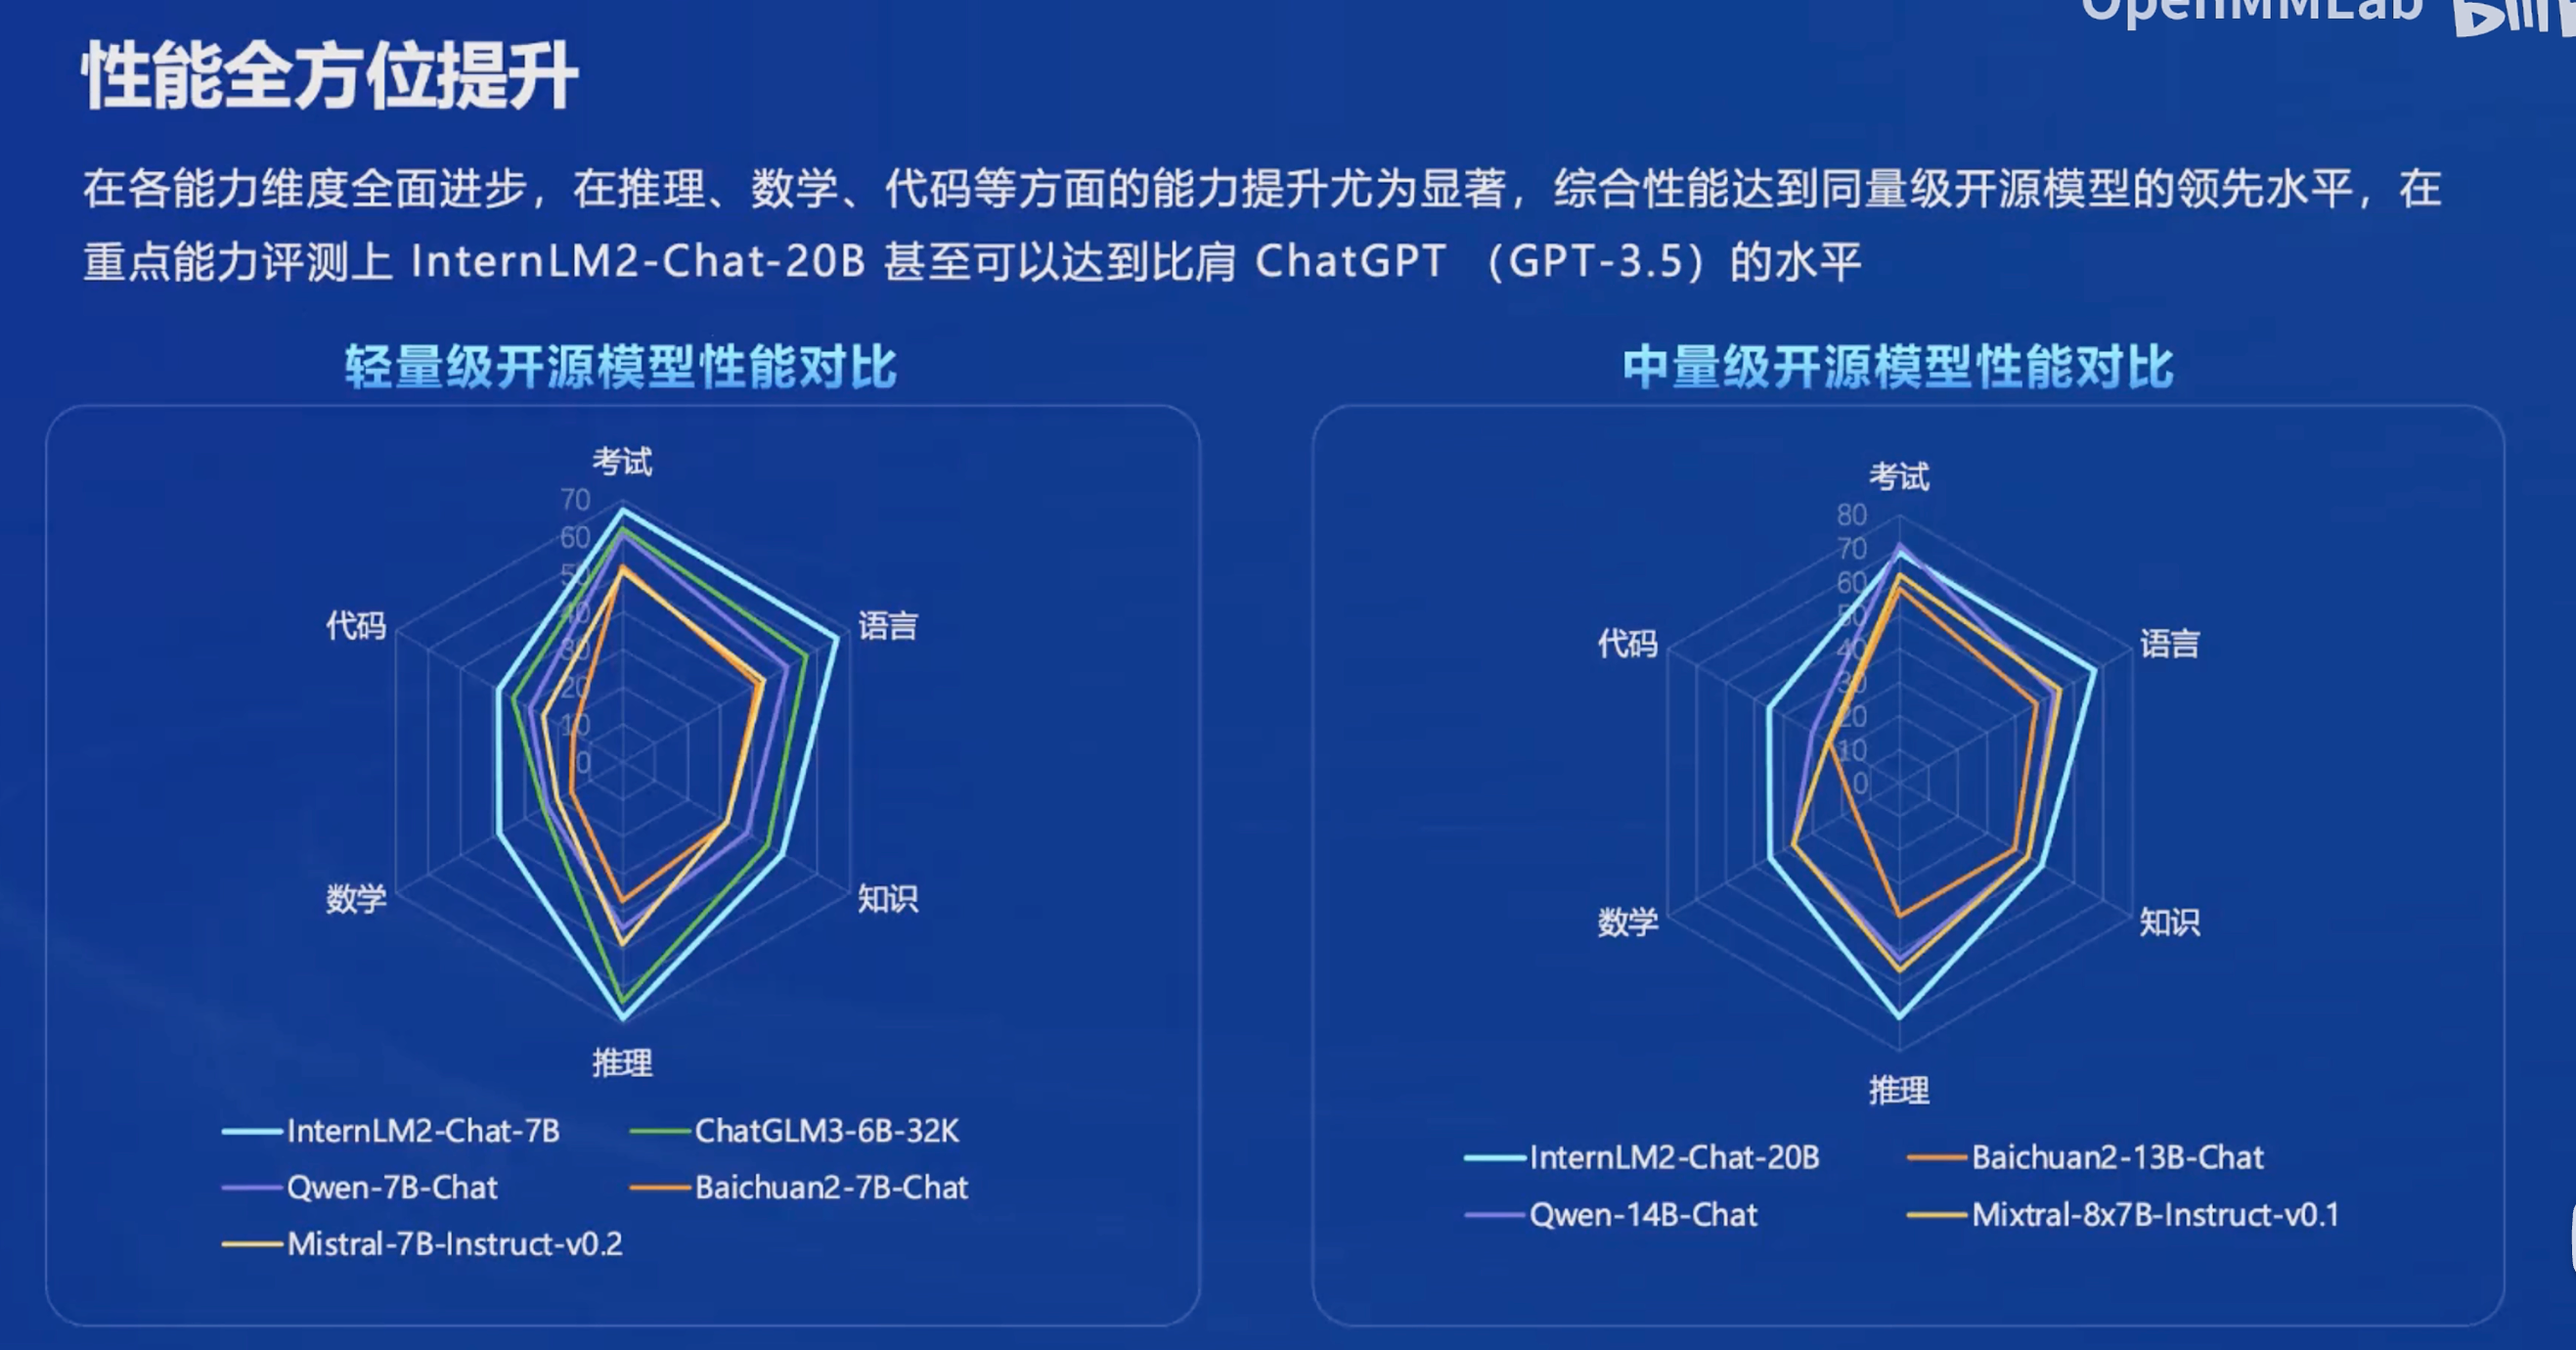 OpenMMLab
性能全方位提升
在各能力维度全面进步，在推理、数学、代码等方面的能力提升尤为显著，综合性能达到同量级开源模型的领先水平，在
重点能力评测上 InternLM2-Chat-20B 甚至可以达到比肩 ChatGPT （GPT-3.5）的水平
轻量级开源模型性能对比
考试
70
60
50
40
30
20
10
0
语言
代码
知识
数学
推理
InternLM2-Chat-7B
ChatGLM3-6B-32K
Qwen-7B-Chat
Baichuan2-7B-Chat
Mistral-7B-Instruct-v0.2
中量级开源模型性能对比
考试
80
70
60
50
40
30
20
10
0
语言
代码
知识
数学
推理
InternLM2-Chat-20B
Baichuan2-13B-Chat
Qwen-14B-Chat
Mixtral-8x7B-Instruct-v0.1